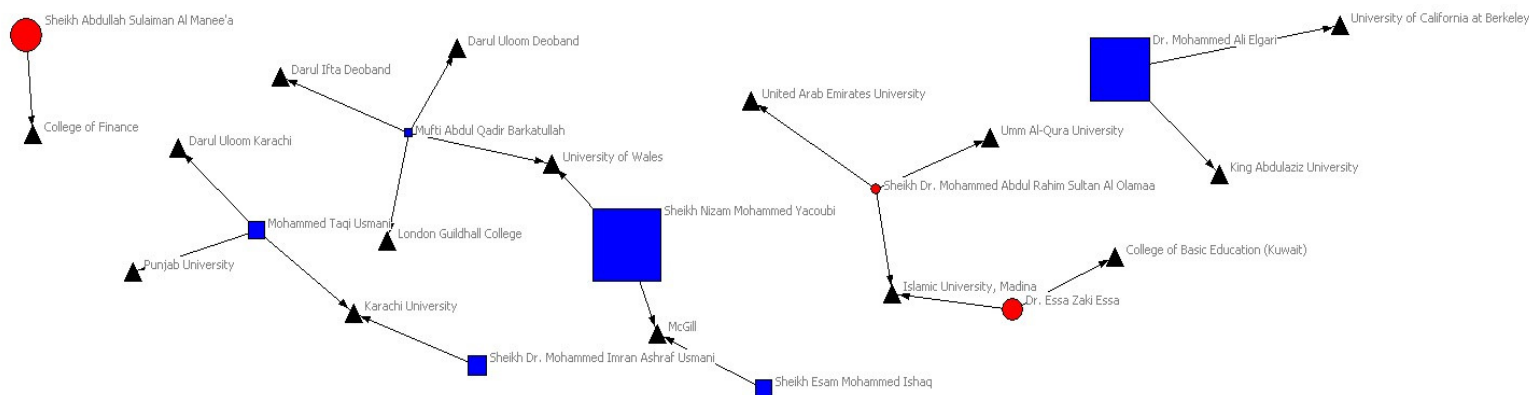 Sheikh Abdullah Sulaiman Al Manee'a
University of California at Berkeley
Darul Uloom Deoband
Dr. Mohammed Ali Elgari
Darul Ifta Deoband
United Arab Emirates University
College of Finance
Mufti Abdul Qadir Barkatullah
Umm Al-Qura University
Darul Uloom Karachi
University of Wales
King Abdulaziz University
Sheikh Dr. Mohammed Abdul Rahim Sultan Al Olamaa
Sheikh Nizam Mohammed Yacoubi
Mohammed Taqi Usmani
London Guildhall College
College of Basic Education (Kuwait)
Punjab University
Islamic University, Madina
Dr. Essa Zaki Essa
Karachi University
McGill
Sheikh Dr. Mohammed Imran Ashraf Usmani
Sheikh Esam Mohammed Ishaq